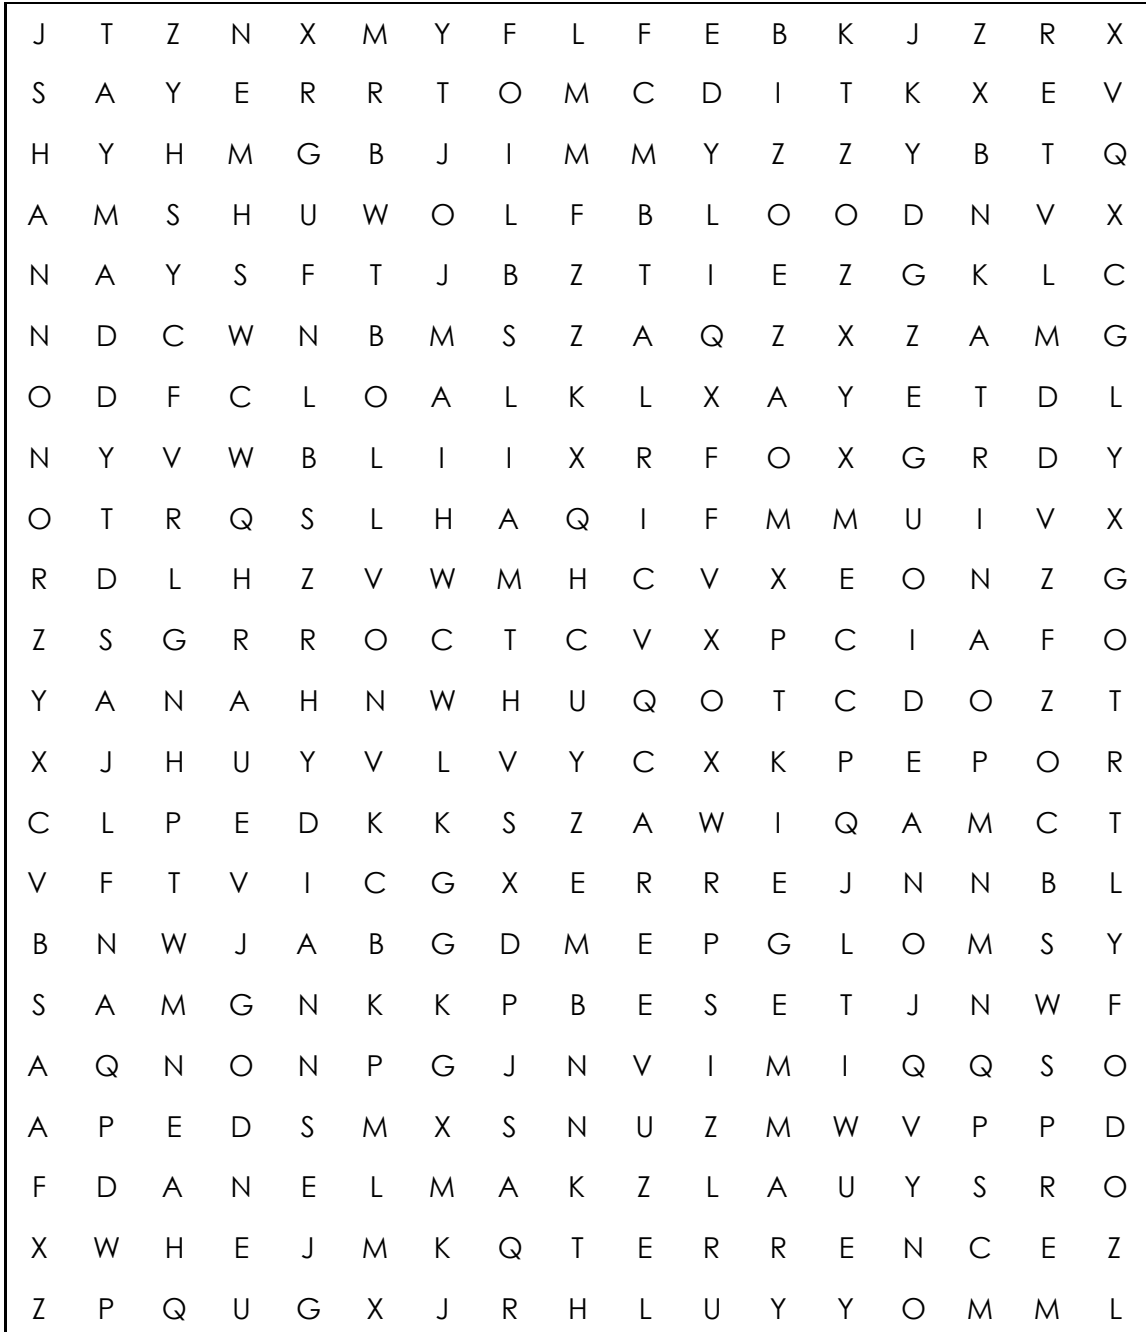 J T Z N X M Y F L F E B K J Z R X
S A Y E R R T O M C D I T K X E V
H Y H M G B J I M M Y Z Z Y B T Q
A M S H U W O L F B L O O D N V X
N A Y S F T J B Z T I E Z G K L C
N D C W N B M S Z A Q Z X Z A M G
O D F C L O A L K L X A Y E T D L
N Y V W B L I I X R F O X G R D Y
O T R Q S L H A Q I F M M U I V X
R D L H Z V W M H C V X E O N Z G
Z S G R R O C T C V X P C I A F O
Y A N A H N W H U Q O T C D O Z T
X J H U Y V L V Y C X K P E P O R
C L P E D K K S Z A W I Q A M C T
V F T V I C G X E R R E J N N B L
B N W J A B G D M E P G L O M S Y
S A M G N K K P B E S E T J N W F
A Q N O N P G J N V I M I Q Q S O
A P E D S M X S N U Z M W V P P D
F D A N E L M A K Z L A U Y S R O
X W H E J M K Q T E R R E N C E Z
Z P Q U G X J R H L U Y Y O M M L